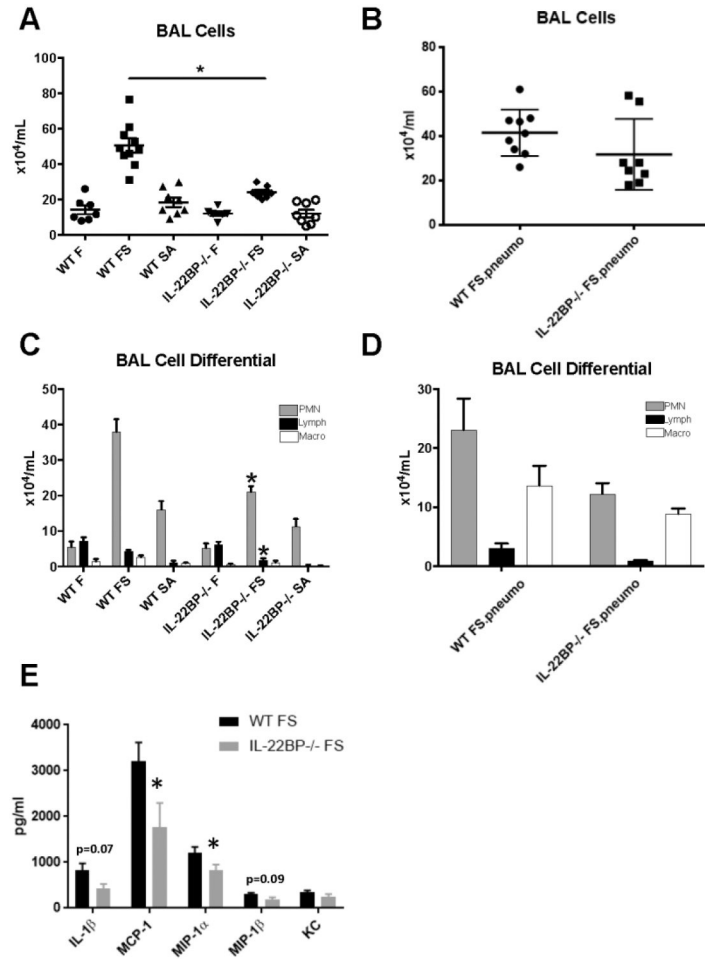 A
BAL Cells
x10⁴/mL
100
80
60
40
20
0
*
WT F
WT FS
WT SA
IL-22BP-/- F
IL-22BP-/- FS
IL-22BP-/- SA
B
BAL Cells
x10⁴/ml
80
60
40
20
0
WT FS.pneumo
IL-22BP-/- FS.pneumo
C
BAL Cell Differential
x10⁴/mL
50
40
30
20
10
0
PMN
Lymph
Macro
*
*
WT F
WT FS
WT SA
IL-22BP-/- F
IL-22BP-/- FS
IL-22BP-/- SA
D
BAL Cell Differential
x10⁴/mL
30
20
10
0
PMN
Lymph
Macro
WT FS.pneumo
IL-22BP-/- FS.pneumo
E
pg/ml
4000
3000
2000
1000
0
WT FS
IL-22BP-/- FS
p=0.07
*
*
p=0.09
IL-1β
MCP-1
MIP-1α
MIP-1β
KC